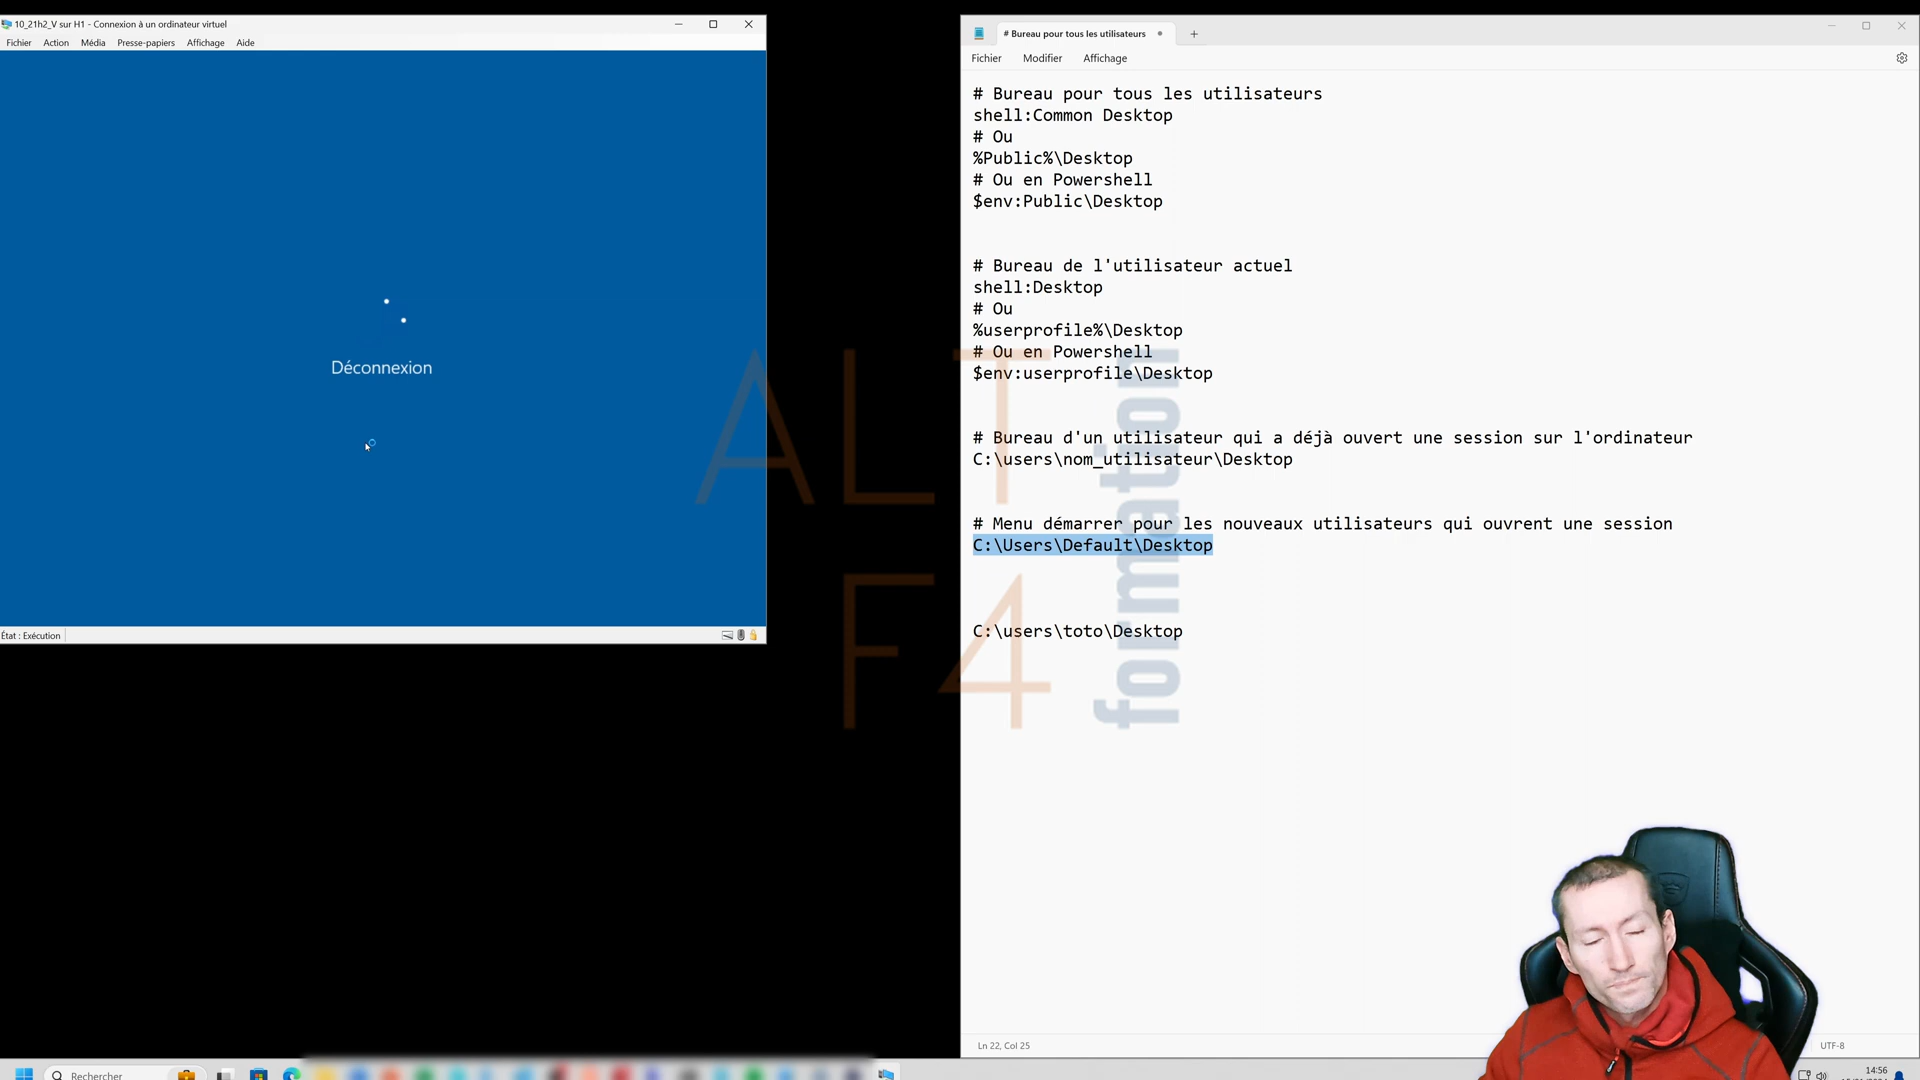 10_21h2_V sur H1 - Connexion à un ordinateur virtuel
Fichier Action Média Presse-papiers Affichage Aide
Déconnexion
État : Exécution
# Bureau pour tous les utilisateurs
Fichier Modifier Affichage
# Bureau pour tous les utilisateurs
shell:Common Desktop
# Ou
%Public%\Desktop
# Ou en Powershell
$env:Public\Desktop
# Bureau de l'utilisateur actuel
shell:Desktop
# Ou
%userprofile%\Desktop
# Ou en Powershell
$env:userprofile\Desktop
# Bureau d'un utilisateur qui a déjà ouvert une session sur l'ordinateur
C:\users\nom_utilisateur\Desktop
# Menu démarrer pour les nouveaux utilisateurs qui ouvrent une session
C:\Users\Default\Desktop
C:\users\toto\Desktop
ALT
F4
formation
Ln 22, Col 25
UTF-8
Rechercher
14:56